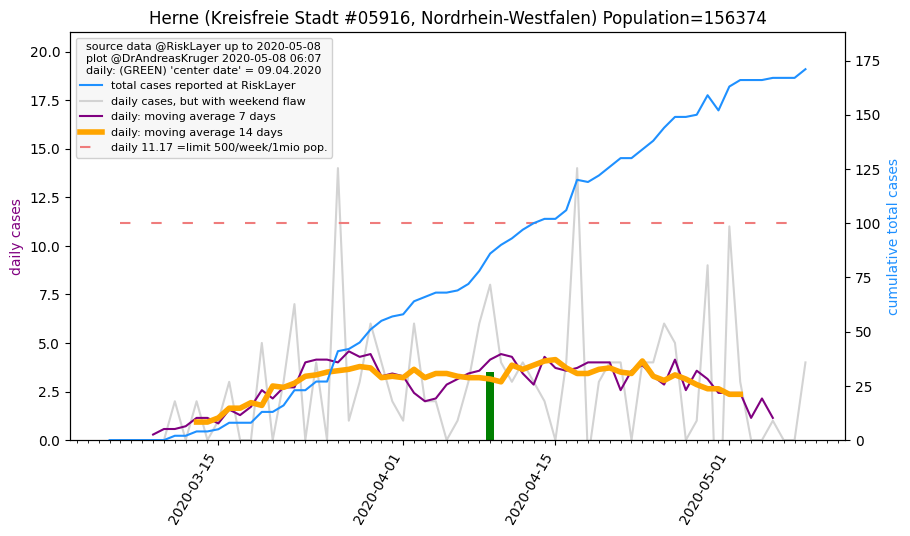 Herne (Kreisfreie Stadt #05916, Nordrhein-Westfalen) Population=156374
source data @RiskLayer up to 2020-05-08
plot @DrAndreasKruger 2020-05-08 06:07
daily: (GREEN) 'center date' = 09.04.2020
total cases reported at RiskLayer
daily cases, but with weekend flaw
daily: moving average 7 days
daily: moving average 14 days
daily 11.17 =limit 500/week/1mio pop.
daily cases
20.0
17.5
15.0
12.5
10.0
7.5
5.0
2.5
0.0
cumulative total cases
175
150
125
100
75
50
25
0
2020-03-15
2020-04-01
2020-04-15
2020-05-01